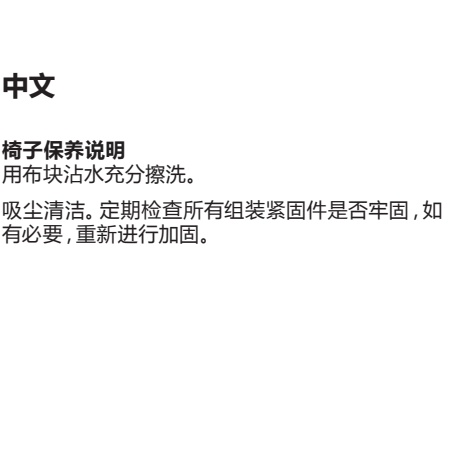 中文
椅子保养说明
用布块沾水充分擦洗。
吸尘清洁。定期检查所有组装紧固件是否牢固，如
有必要，重新进行加固。